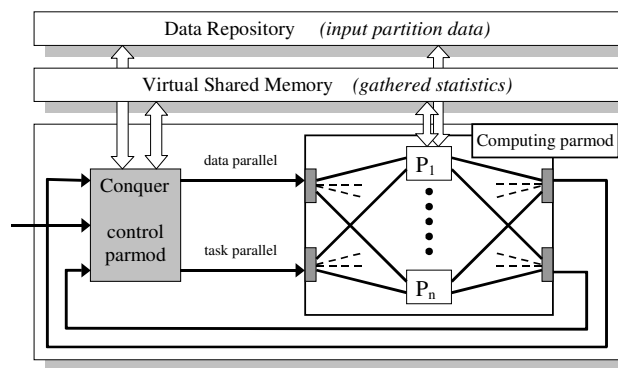 Data Repository (input partition data)
Virtual Shared Memory (gathered statistics)
Computing parmod
data parallel
P1
Conquer
control
parmod
task parallel
Pn